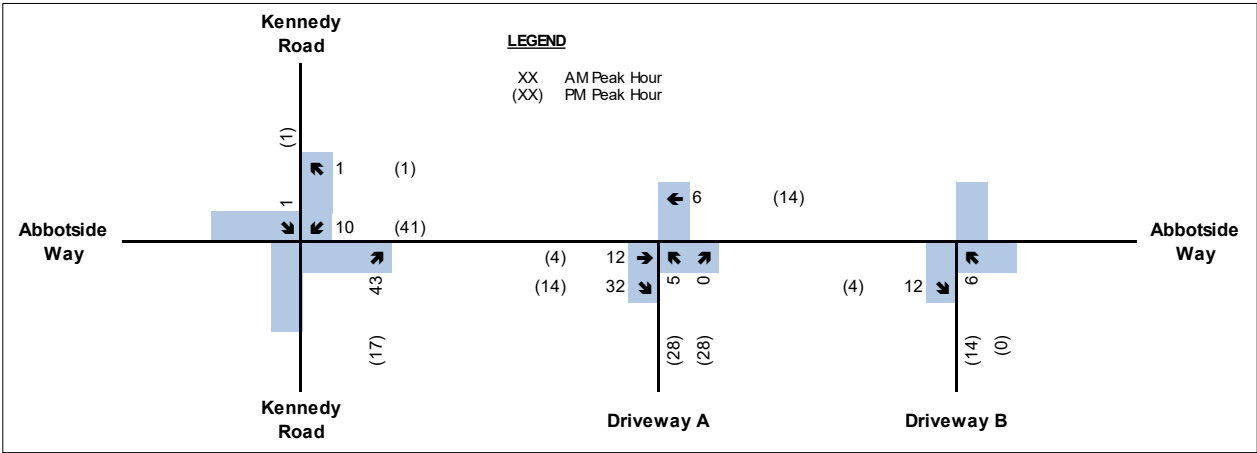 Kennedy
Road
LEGEND
XX AM Peak Hour
(XX) PM Peak Hour
(1)
1 (1)
1
10 (41)
6 (14)
Abbotside
Way
Abbotside
Way
(4) 12
43
(14) 32
5
0
(4) 12
6
(17)
(28)
(28)
(14)
(0)
Kennedy
Road
Driveway A
Driveway B